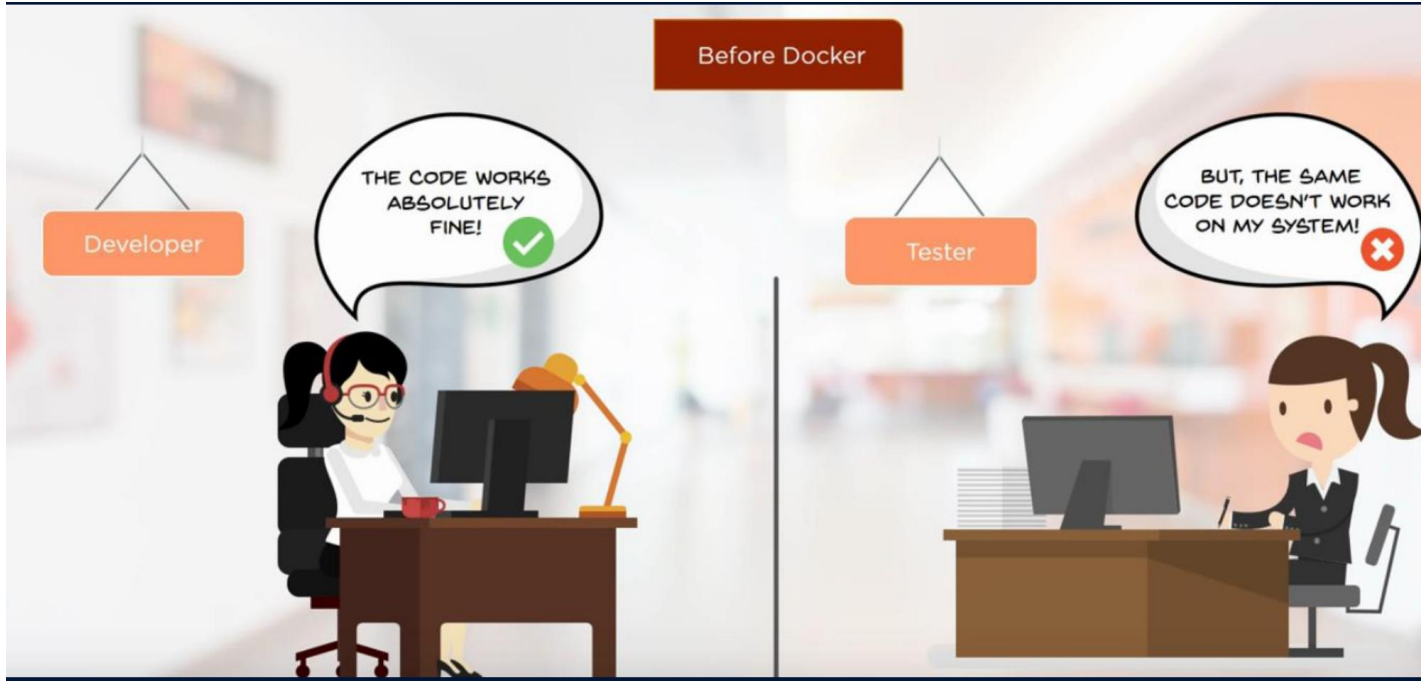 Before Docker
Developer
THE CODE WORKS
ABSOLUTELY
FINE!
Tester
BUT, THE SAME
CODE DOESN'T WORK
ON MY SYSTEM!